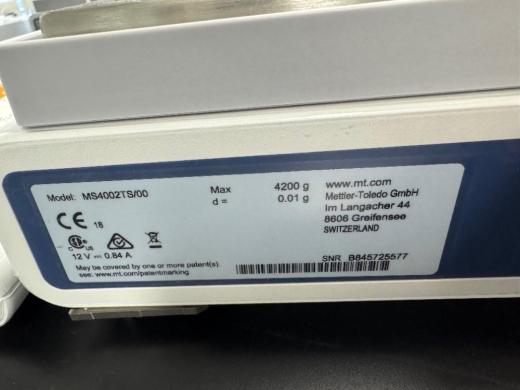 Model: MS4002TS/00
Max 4200 g
d = 0.01 g
www.mt.com
Mettler-Toledo GmbH
Im Langacher 44
8606 Greifensee
SWITZERLAND
CE 18
C US
12 V ⎓ 0.84 A
May be covered by one or more patent(s).
see: www.mt.com/patentmarking
SNR B845725577